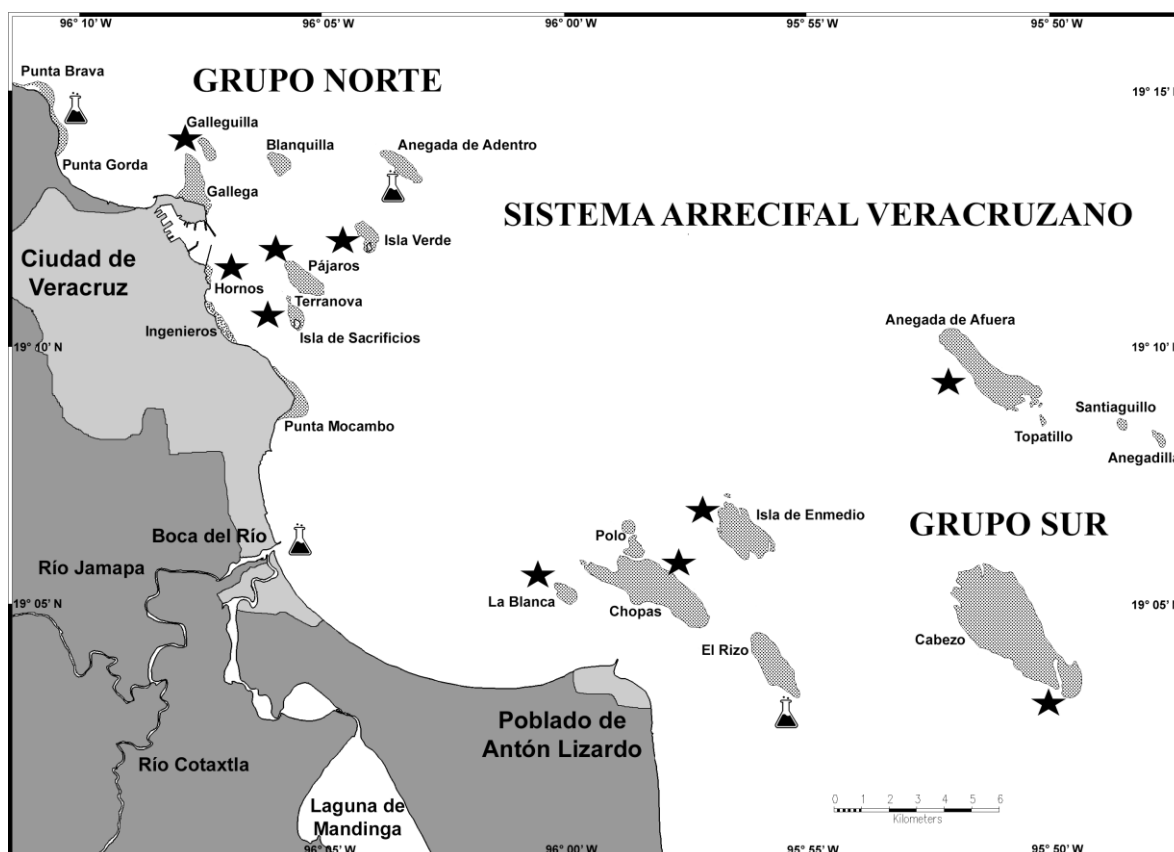 96° 10' W
96° 05' W
96° 00' W
95° 55' W
95° 50' W
Punta Brava
GRUPO NORTE
19° 15' N
Galleguilla
Blanquilla
Anegada de Adentro
Punta Gorda
Gallega
SISTEMA ARRECIFAL VERACRUZANO
Isla Verde
Ciudad de
Veracruz
Pájaros
Hornos
Terranova
Ingenieros
Isla de Sacrificios
Anegada de Afuera
19° 10' N
19° 10' N
Santiaguillo
Punta Mocambo
Topatillo
Anegadilla
Isla de Enmedio
GRUPO SUR
Boca del Río
Polo
Río Jamapa
La Blanca
Chopas
19° 05' N
19° 05' N
Cabezo
El Rizo
Poblado de
Antón Lizardo
Río Cotaxtla
Laguna de
Mandinga
0 1 2 3 4 5 6
Kilometers
96° 05' W
96° 00' W
95° 55' W
95° 50' W